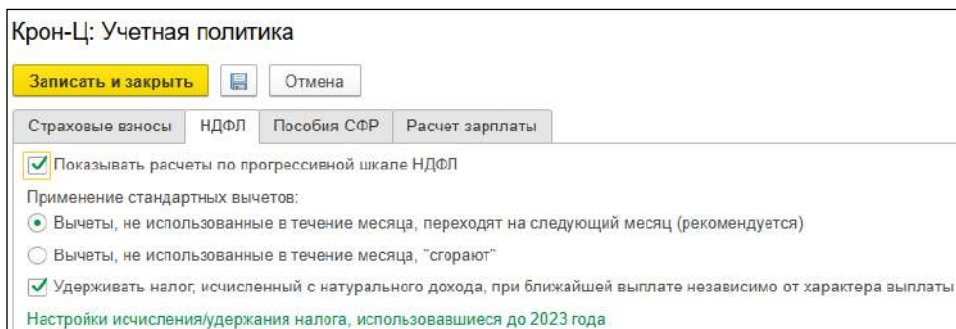 Крон-Ц: Учетная политика
Записать и закрыть Отмена
Страховые взносы НДФЛ Пособия СФР Расчет зарплаты
Показывать расчеты по прогрессивной шкале НДФЛ
Применение стандартных вычетов:
Вычеты, не использованные в течение месяца, переходят на следующий месяц (рекомендуется)
Вычеты, не использованные в течение месяца, "сгорают"
Удерживать налог, исчисленный с натурального дохода, при ближайшей выплате независимо от характера выплаты
Настройки исчисления/удержания налога, использовавшиеся до 2023 года